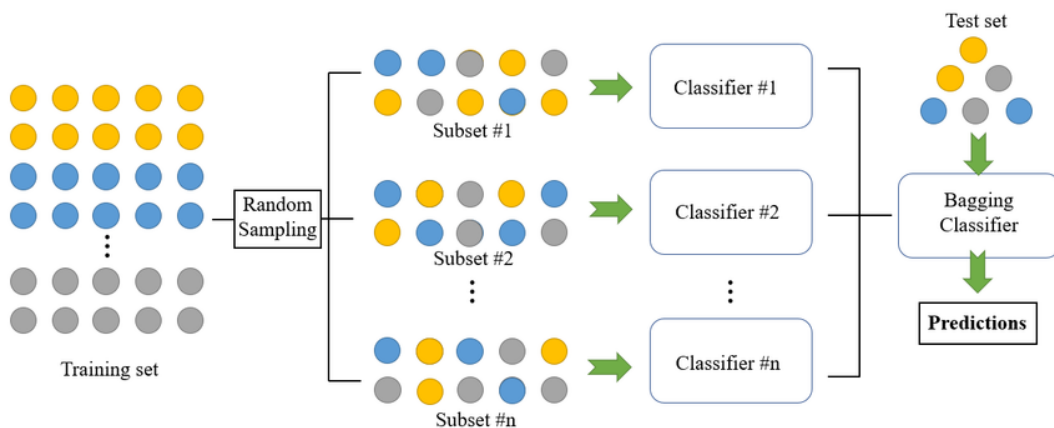 Training set
Random
Sampling
Subset #1
Subset #2
Subset #n
Classifier #1
Classifier #2
Classifier #n
Test set
Bagging
Classifier
Predictions